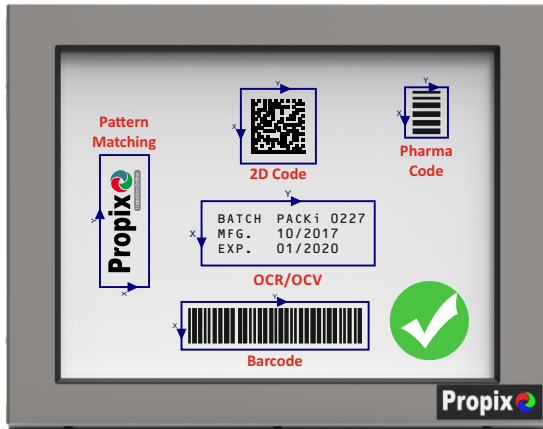 Pattern
Matching
Propix
2D Code
Pharma
Code
BATCH PACKi 0227
MFG. 10/2017
EXP. 01/2020
OCR/OCV
Barcode
Propix